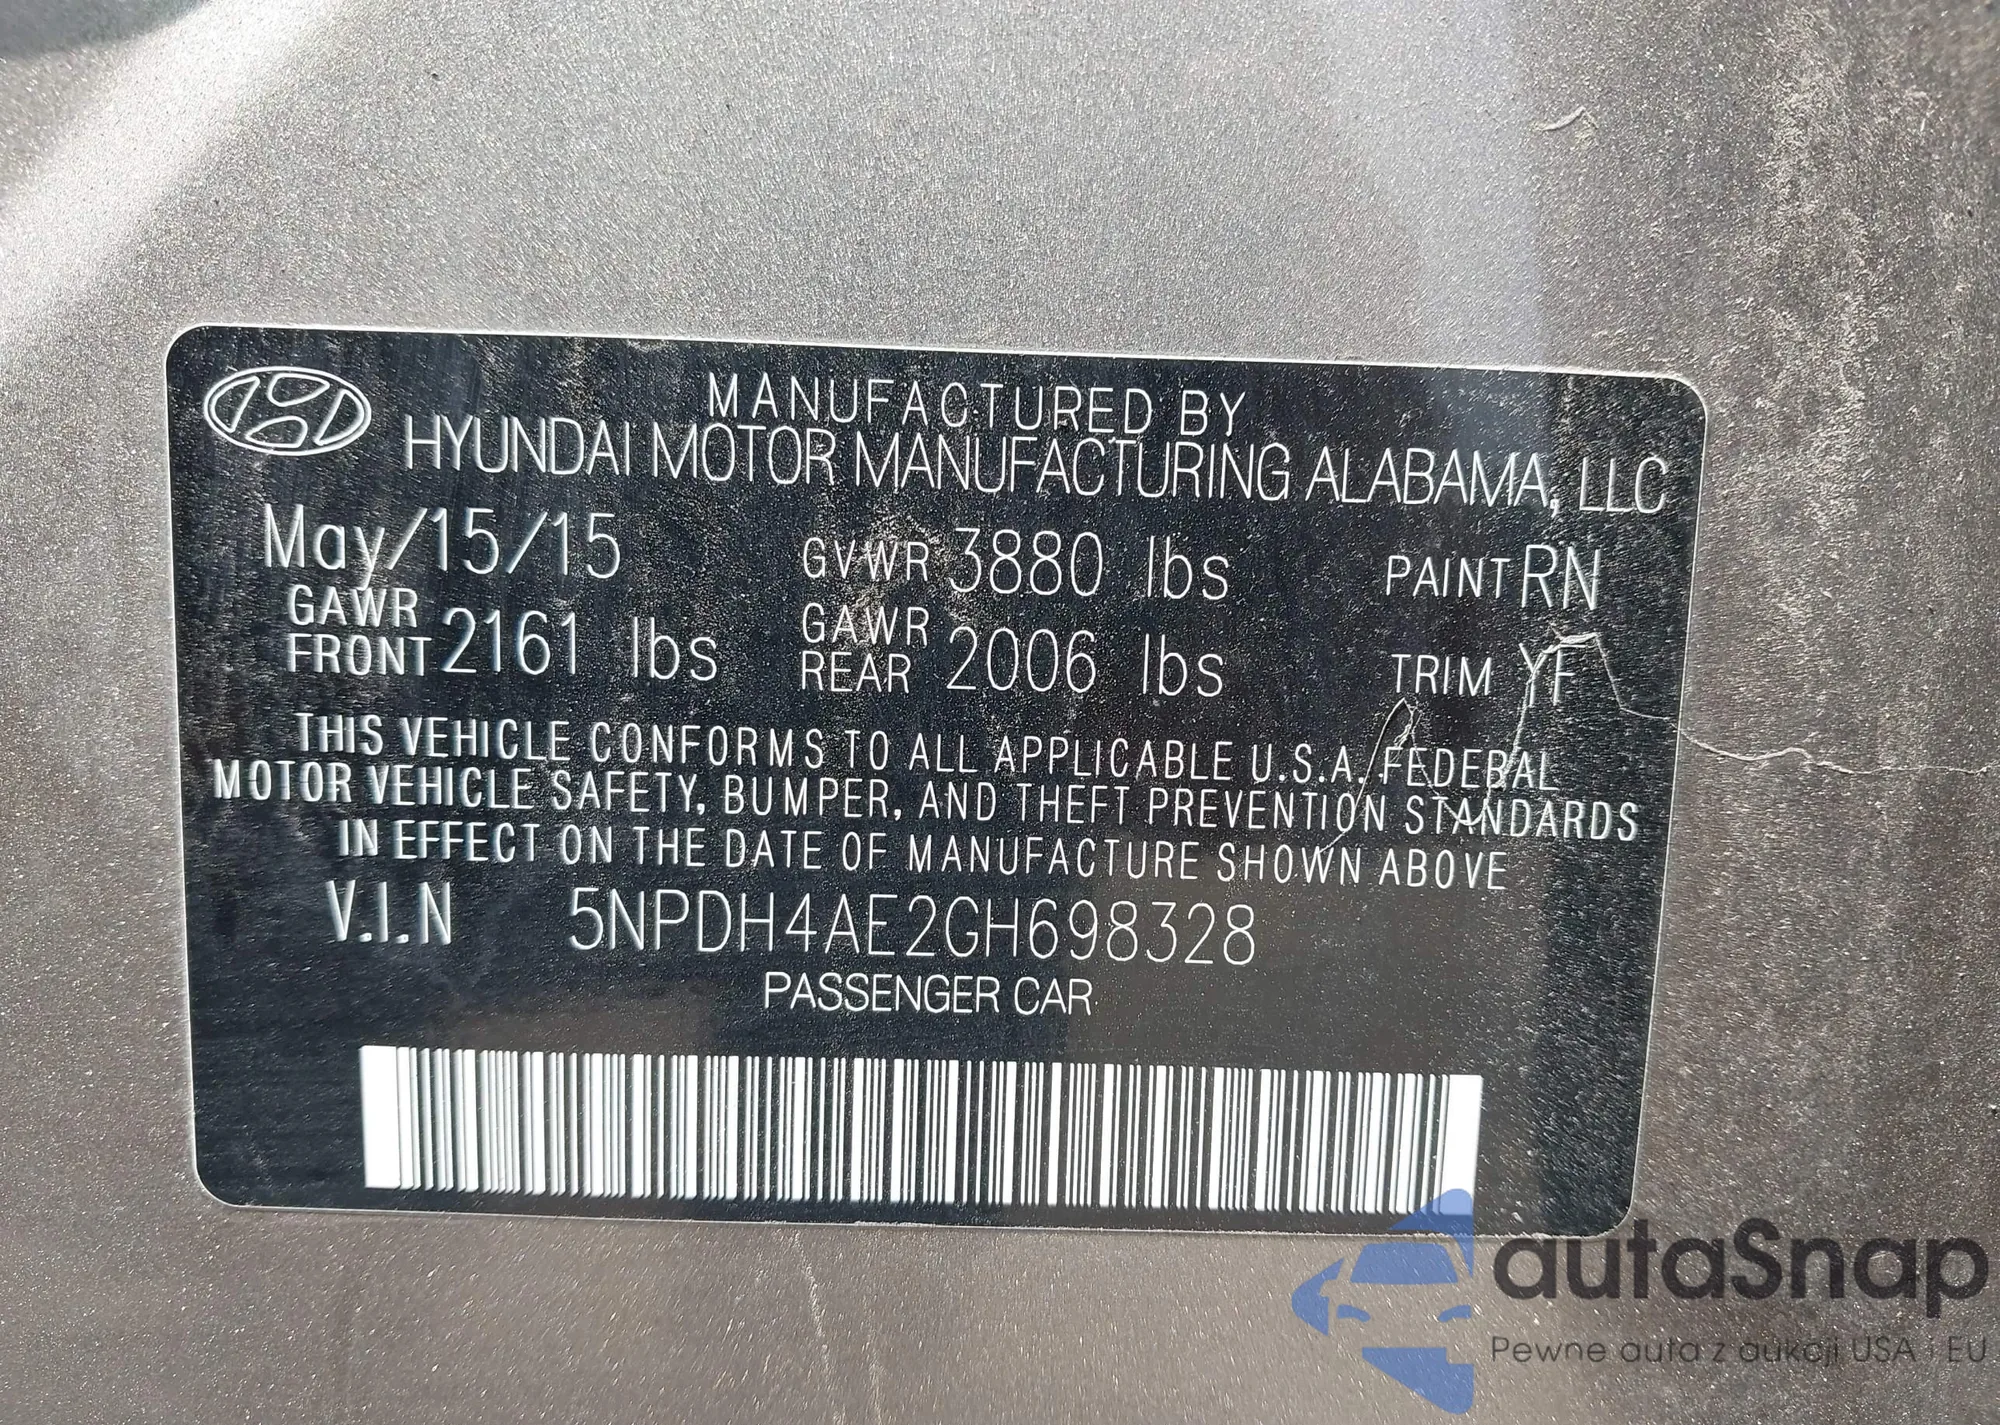 MANUFACTURED BY
HYUNDAI MOTOR MANUFACTURING ALABAMA, LLC
May/15/15 GVWR 3880 lbs PAINT RN
GAWR FRONT 2161 lbs GAWR REAR 2006 lbs TRIM YF
THIS VEHICLE CONFORMS TO ALL APPLICABLE U.S.A. FEDERAL
MOTOR VEHICLE SAFETY, BUMPER, AND THEFT PREVENTION STANDARDS
IN EFFECT ON THE DATE OF MANUFACTURE SHOWN ABOVE
V.I.N 5NPDH4AE2GH698328
PASSENGER CAR
autaSnap
Pewne auta z aukcji USA i EU